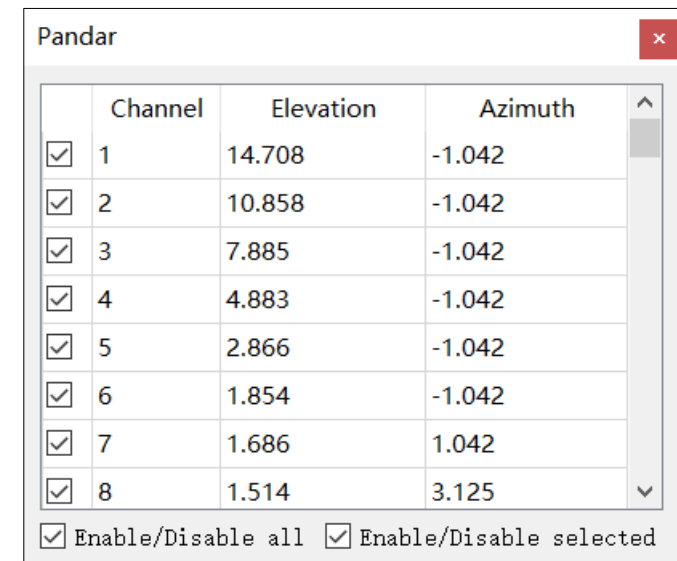 Pandar
Channel Elevation Azimuth
1 14.708 -1.042
2 10.858 -1.042
3 7.885 -1.042
4 4.883 -1.042
5 2.866 -1.042
6 1.854 -1.042
7 1.686 1.042
8 1.514 3.125
Enable/Disable all Enable/Disable selected